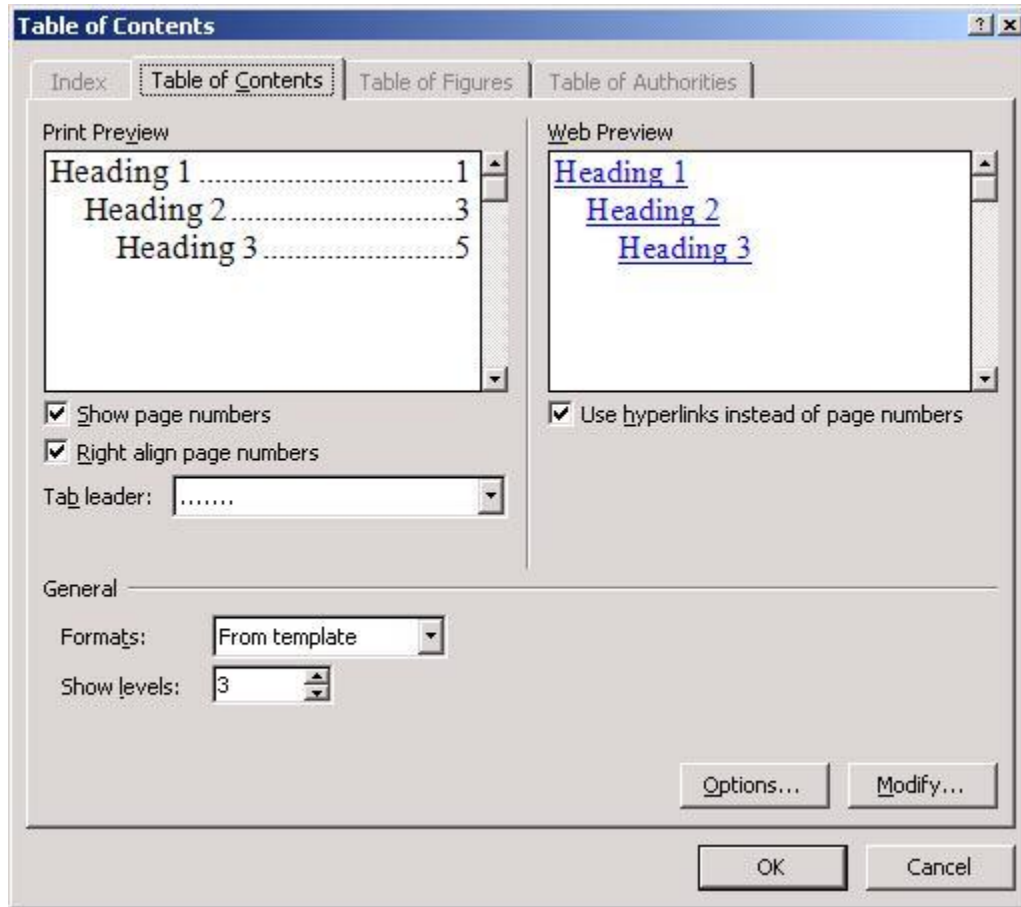 Table of Contents
Index
Table of Contents
Table of Figures
Table of Authorities
Print Preview
Heading 1 ....................................1
Heading 2 ...............................3
Heading 3 ..........................5
Show page numbers
Right align page numbers
Tab leader: .......
Web Preview
Heading 1
Heading 2
Heading 3
Use hyperlinks instead of page numbers
General
Formats: From template
Show levels: 3
Options...
Modify...
OK
Cancel